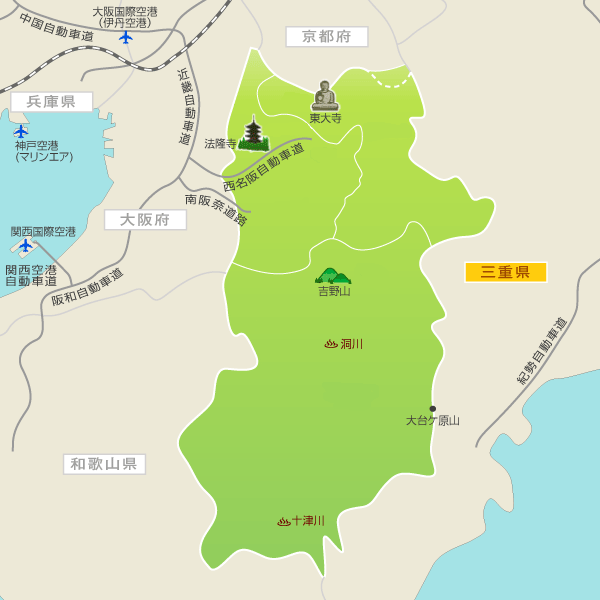 大阪国際空港
(伊丹空港)
中国自動車道
京都府
近畿自動車道
兵庫県
東大寺
神戸空港
(マリンエア)
法隆寺
西名阪自動車道
南阪奈道路
大阪府
関西国際空港
関西空港
自動車道
阪和自動車道
三重県
吉野山
洞川
紀勢自動車道
大台ケ原山
和歌山県
十津川